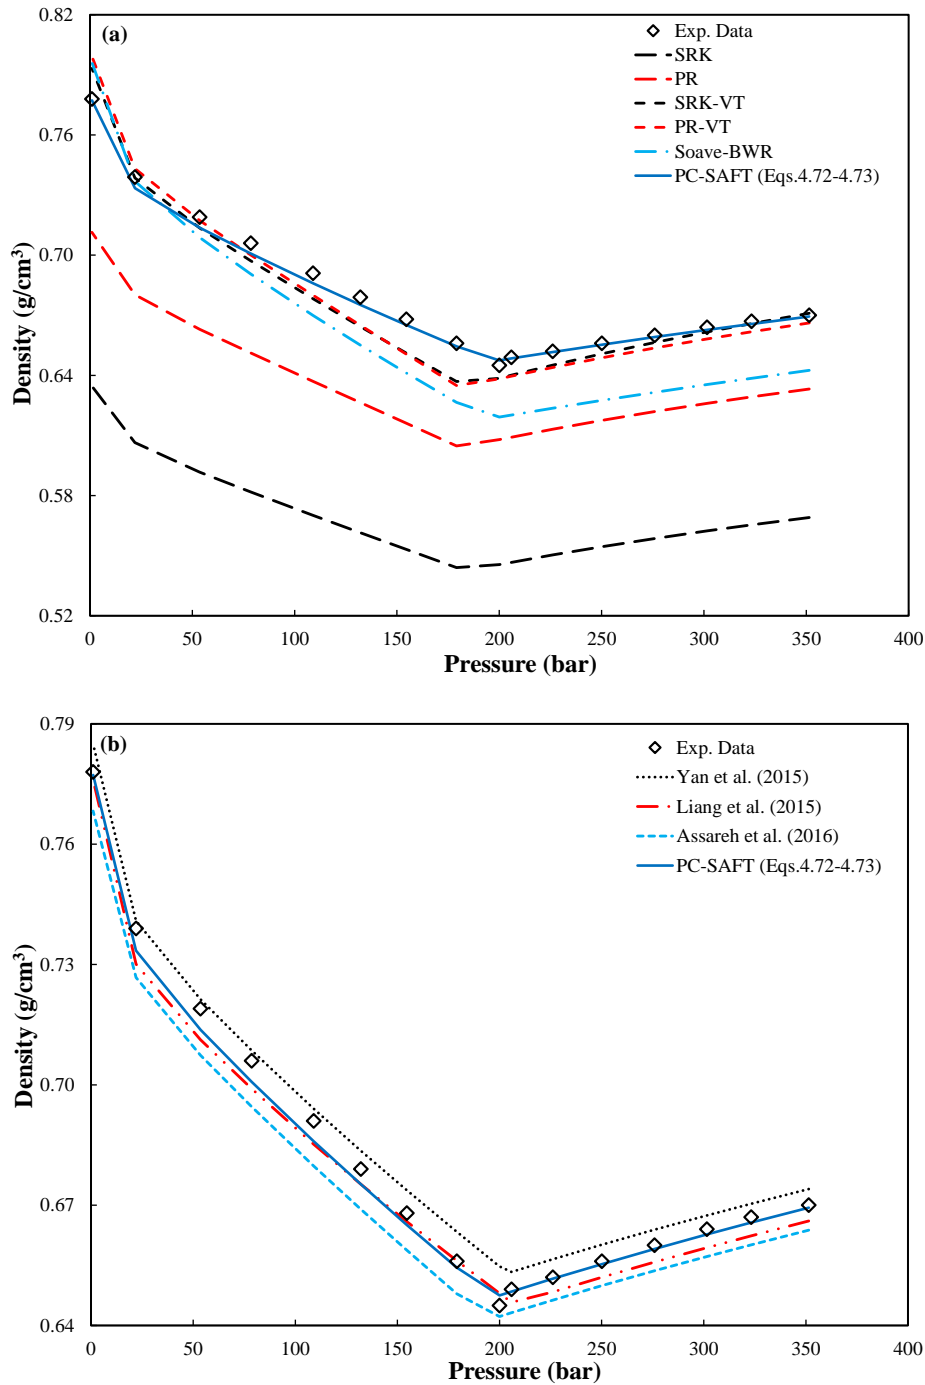 0.82
(a)
Exp. Data
SRK
PR
SRK-VT
PR-VT
Soave-BWR
PC-SAFT (Eqs.4.72-4.73)
0.76
0.70
0.64
0.58
0.52
Density (g/cm³)
0 50 100 150 200 250 300 350 400
Pressure (bar)
0.79
(b)
Exp. Data
Yan et al. (2015)
Liang et al. (2015)
Assareh et al. (2016)
PC-SAFT (Eqs.4.72-4.73)
0.76
0.73
0.70
0.67
0.64
Density (g/cm³)
0 50 100 150 200 250 300 350 400
Pressure (bar)